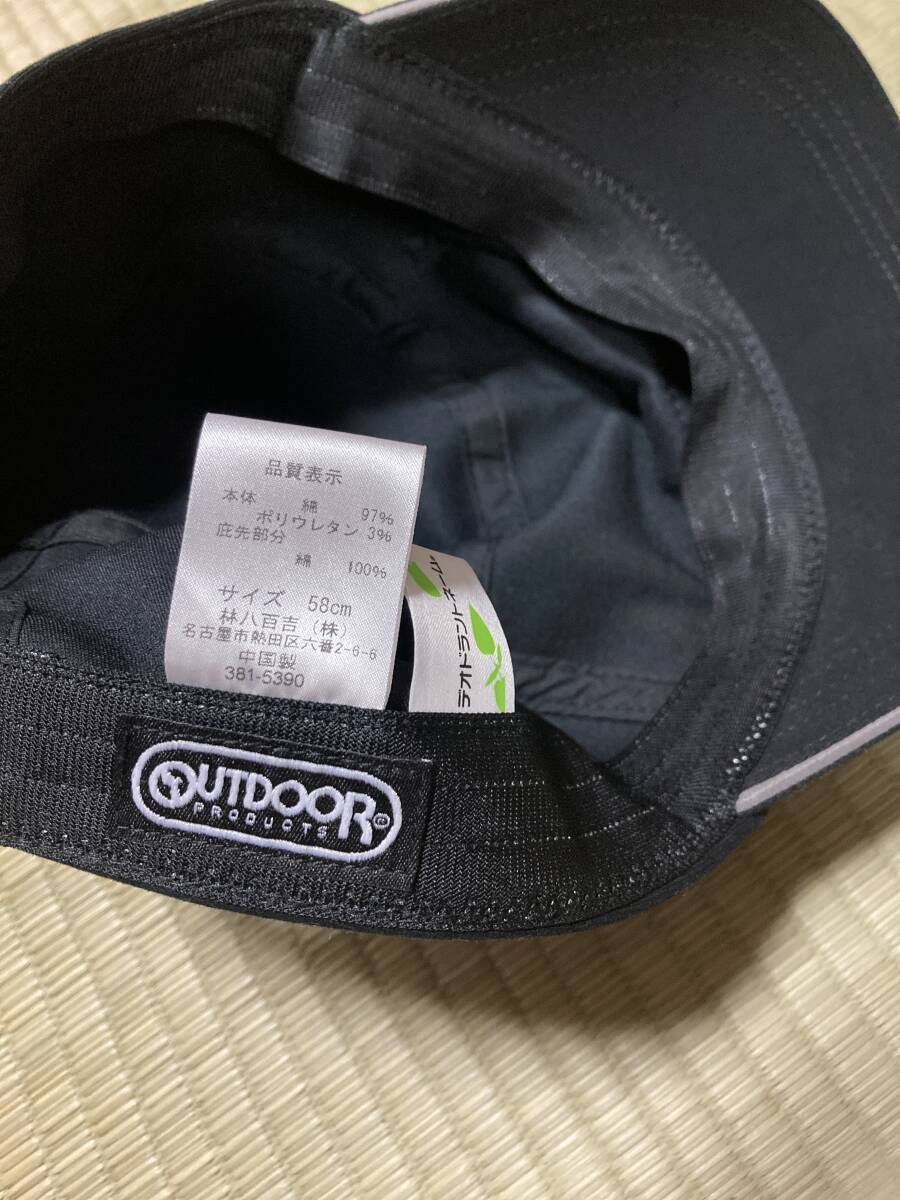 品質表示
本体 綿 97%
ポリウレタン 3%
庇先部分
綿 100%
サイズ 58cm
林八百吉(株)
名古屋市熱田区六番2-6-6
中国製
381-5390
デオドラントネーム
OUTDOOR®
PRODUCTS